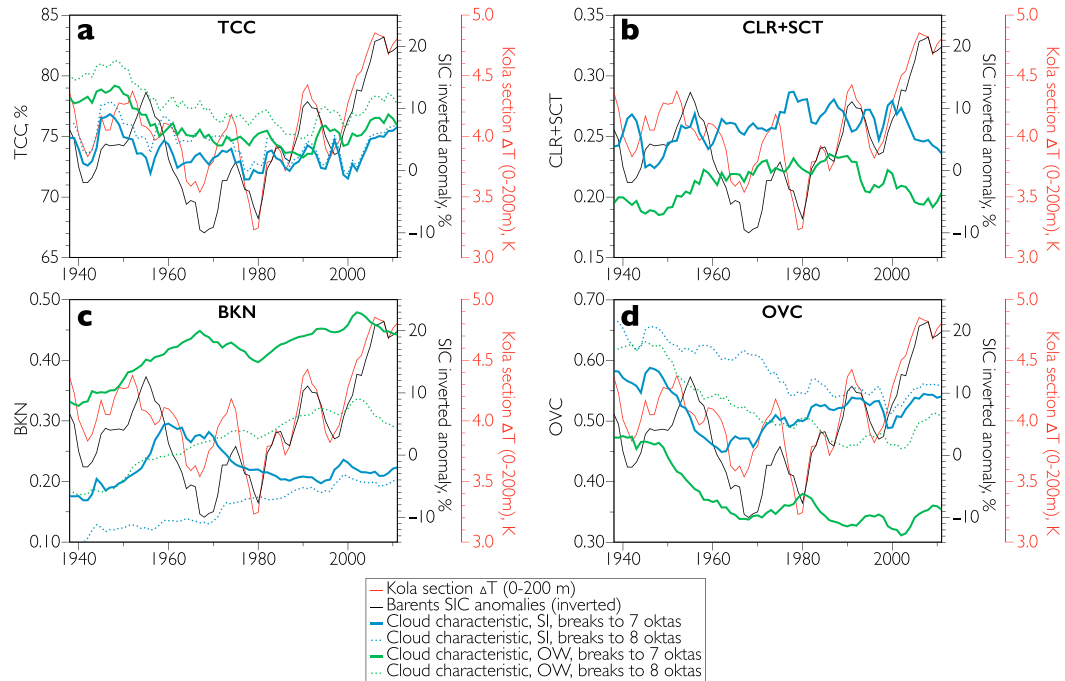 a TCC
TCC, %
85
80
75
70
65
1940 1960 1980 2000
20
10
0
−10
SIC inverted anomaly, %
5.0
4.5
4.0
3.5
3.0
Kola section ΔT (0-200m), K
b CLR+SCT
CLR+SCT
0.35
0.30
0.25
0.20
0.15
1940 1960 1980 2000
20
10
0
−10
SIC inverted anomaly, %
5.0
4.5
4.0
3.5
3.0
Kola section ΔT (0-200m), K
c BKN
BKN
0.50
0.40
0.30
0.20
0.10
1940 1960 1980 2000
20
10
0
−10
SIC inverted anomaly, %
5.0
4.5
4.0
3.5
3.0
Kola section ΔT (0-200m), K
d OVC
OVC
0.70
0.60
0.50
0.40
0.30
1940 1960 1980 2000
20
10
0
−10
SIC inverted anomaly, %
5.0
4.5
4.0
3.5
3.0
Kola section ΔT (0-200m), K
Kola section ΔT (0-200 m)
Barents SIC anomalies (inverted)
Cloud characteristic, SI, breaks to 7 oktas
Cloud characteristic, SI, breaks to 8 oktas
Cloud characteristic, OW, breaks to 7 oktas
Cloud characteristic, OW, breaks to 8 oktas